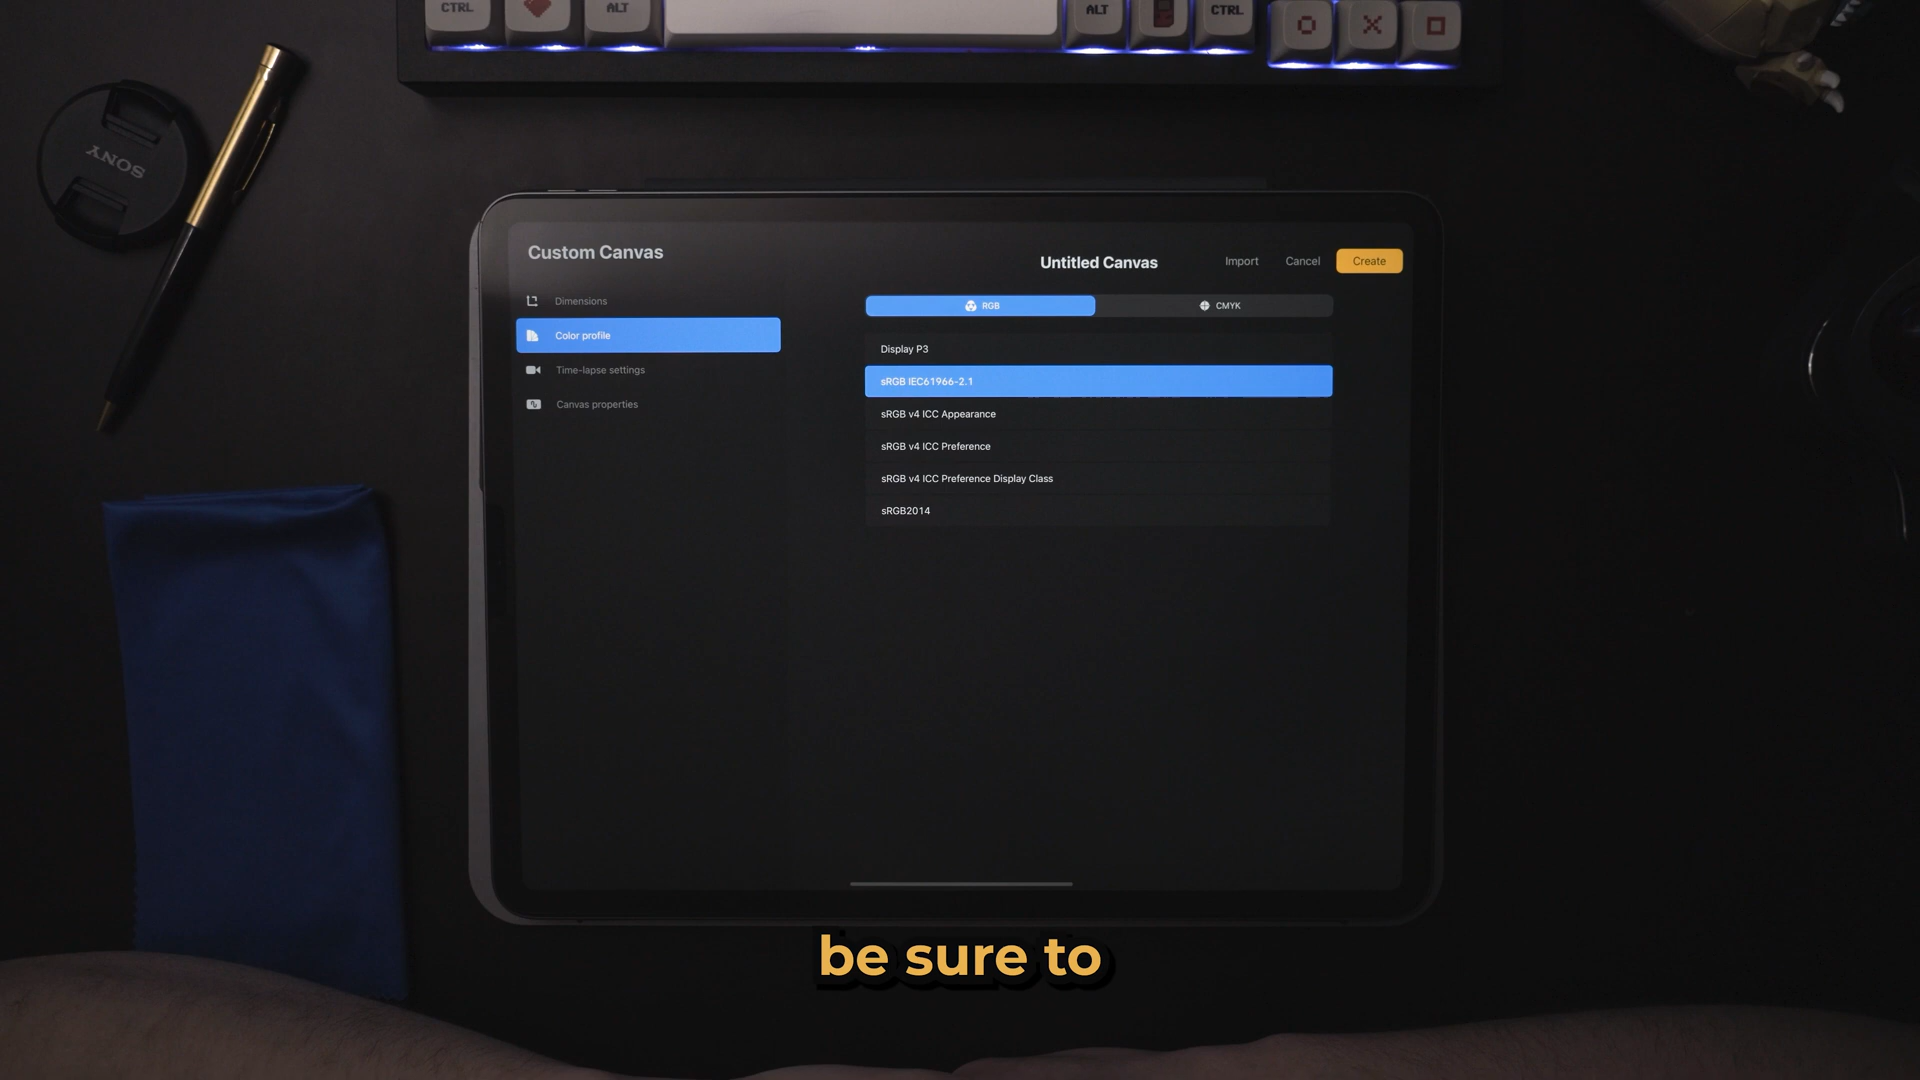 CTRL
ALT
ALT
CTRL
SONY
Custom Canvas
Untitled Canvas
Import
Cancel
Create
Dimensions
Color profile
Time-lapse settings
Canvas properties
RGB
CMYK
Display P3
sRGB IEC61966-2.1
sRGB v4 ICC Appearance
sRGB v4 ICC Preference
sRGB v4 ICC Preference Display Class
sRGB2014
be sure to